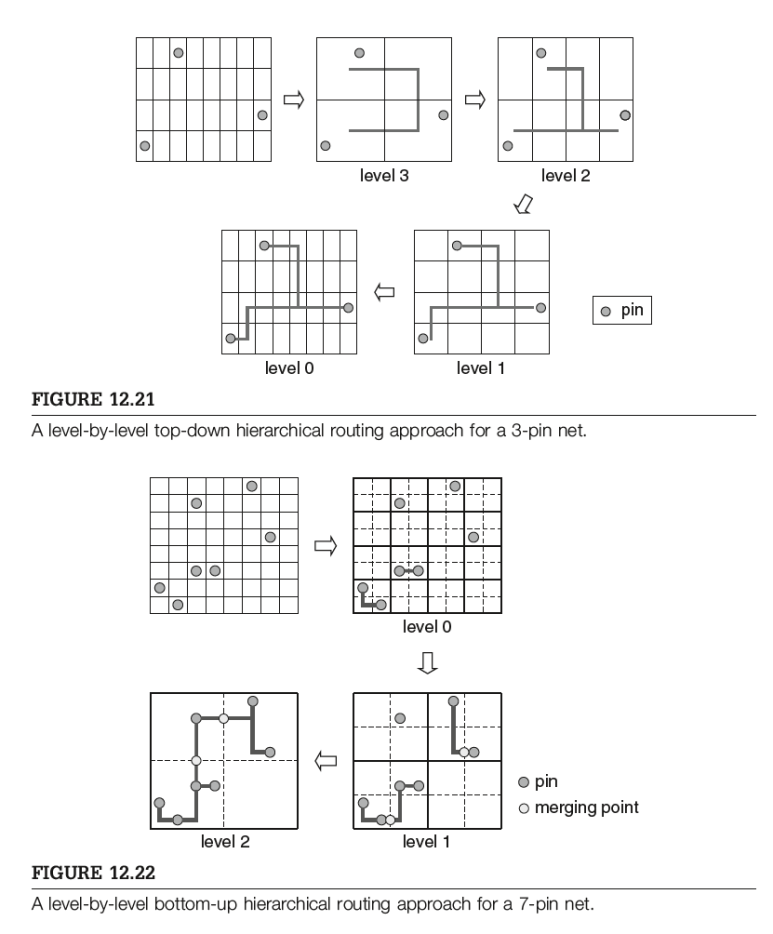 level 3
level 2
level 0
level 1
pin
FIGURE 12.21
A level-by-level top-down hierarchical routing approach for a 3-pin net.
level 0
level 2
level 1
pin
merging point
FIGURE 12.22
A level-by-level bottom-up hierarchical routing approach for a 7-pin net.